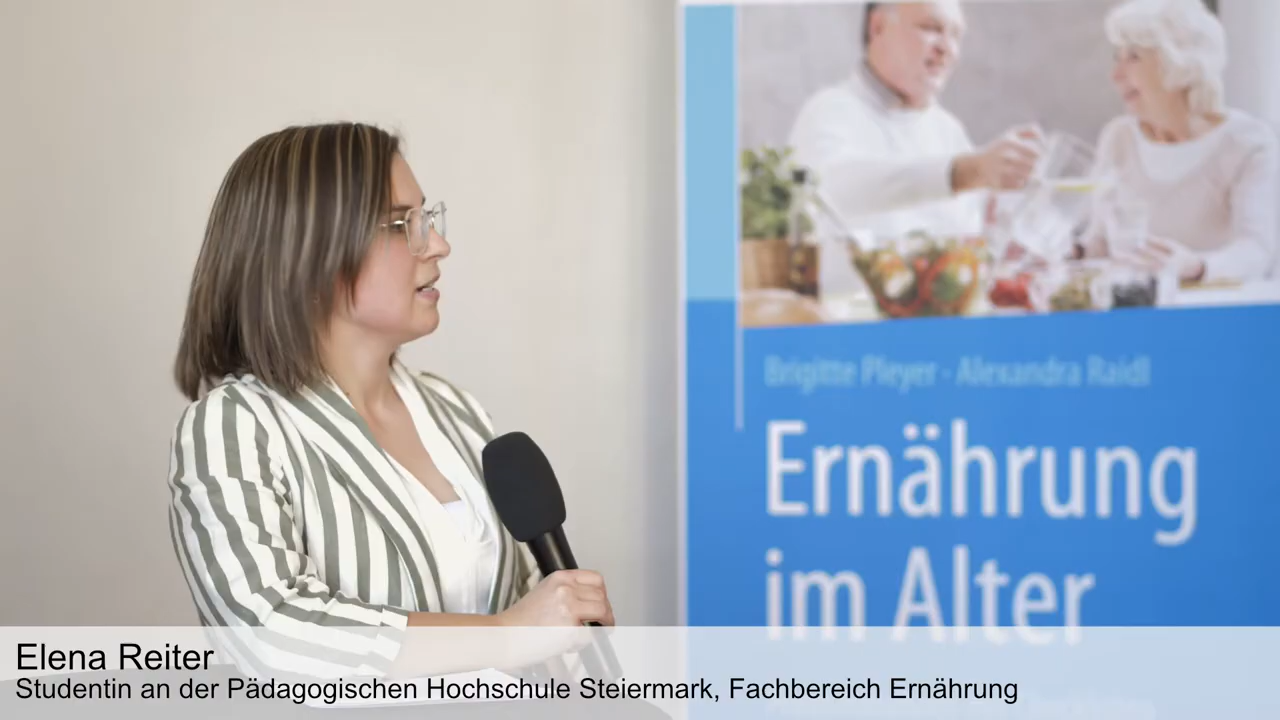 Brigitte Pleyer · Alexandra Raidl
Ernährung
im Alter
Elena Reiter
Studentin an der Pädagogischen Hochschule Steiermark, Fachbereich Ernährung